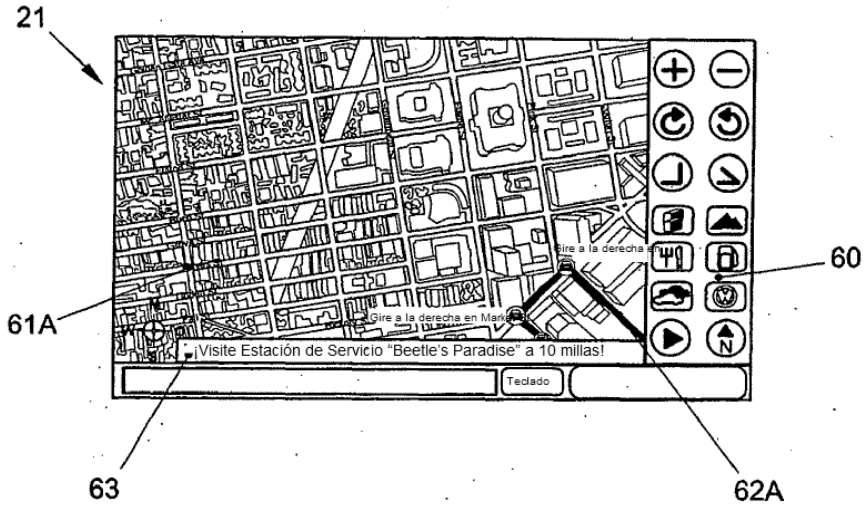 21
Gire a la derecha en
60
61A
N
Gire a la derecha en Market
W
¡Visite Estación de Servicio “Beetle's Paradise” a 10 millas!
N
Teclado
63
62A